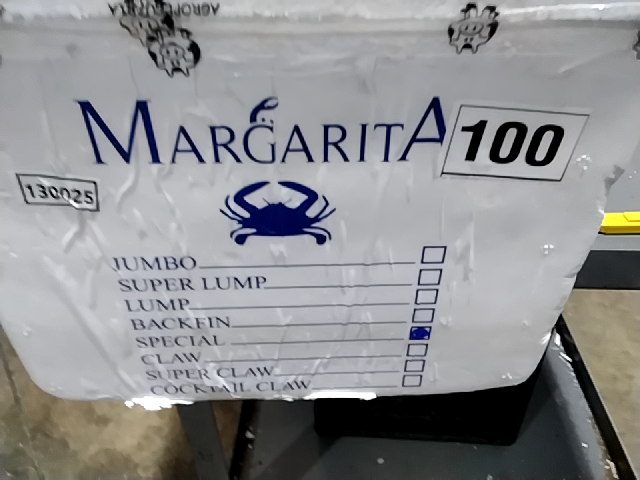 MARGARITA
100
130025
JUMBO
SUPER LUMP
LUMP
BACKFIN
SPECIAL
CLAW
SUPER CLAW
COCKTAIL CLAW